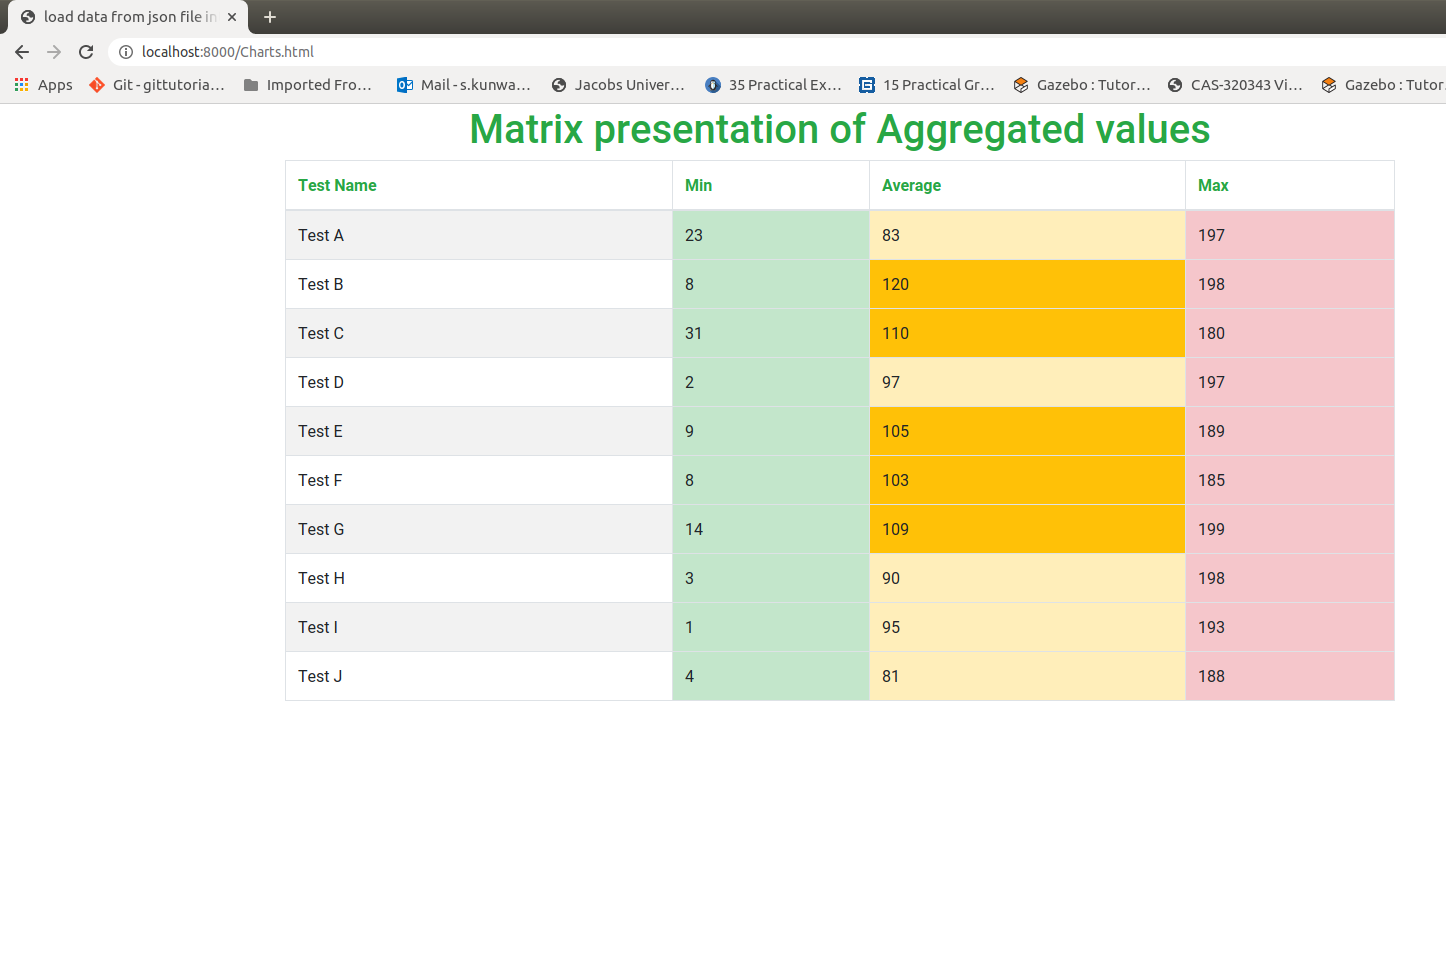 load data from json file in
localhost:8000/Charts.html
Apps Git - gittutoria... Imported Fro... Mail - s.kunwa... Jacobs Univer... 35 Practical Ex... 15 Practical Gr... Gazebo : Tutor... CAS-320343 Vi... Gazebo : Tutor
Matrix presentation of Aggregated values
Test Name Min Average Max
Test A 23 83 197
Test B 8 120 198
Test C 31 110 180
Test D 2 97 197
Test E 9 105 189
Test F 8 103 185
Test G 14 109 199
Test H 3 90 198
Test I 1 95 193
Test J 4 81 188